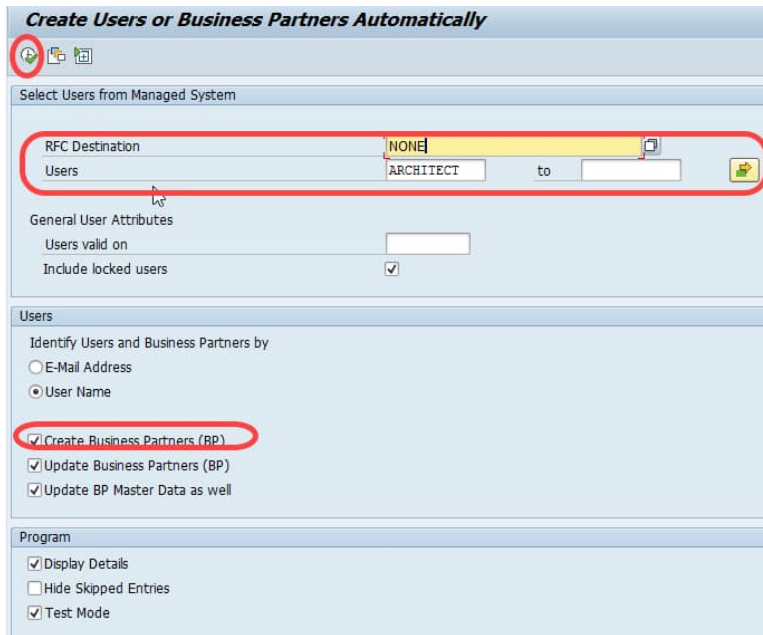 Create Users or Business Partners Automatically
Select Users from Managed System
RFC Destination NONE
Users ARCHITECT to
General User Attributes
Users valid on
Include locked users
Users
Identify Users and Business Partners by
E-Mail Address
User Name
Create Business Partners (BP)
Update Business Partners (BP)
Update BP Master Data as well
Program
Display Details
Hide Skipped Entries
Test Mode